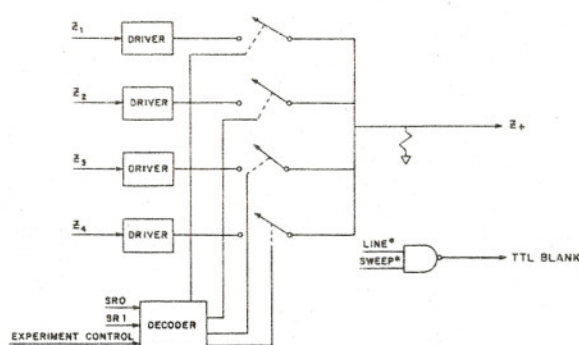 Z1
DRIVER
Z2
DRIVER
Z3
DRIVER
Z4
DRIVER
Z+
LINE*
SWEEP*
TTL BLANK
SR0
SR1
EXPERIMENT CONTROL
DECODER